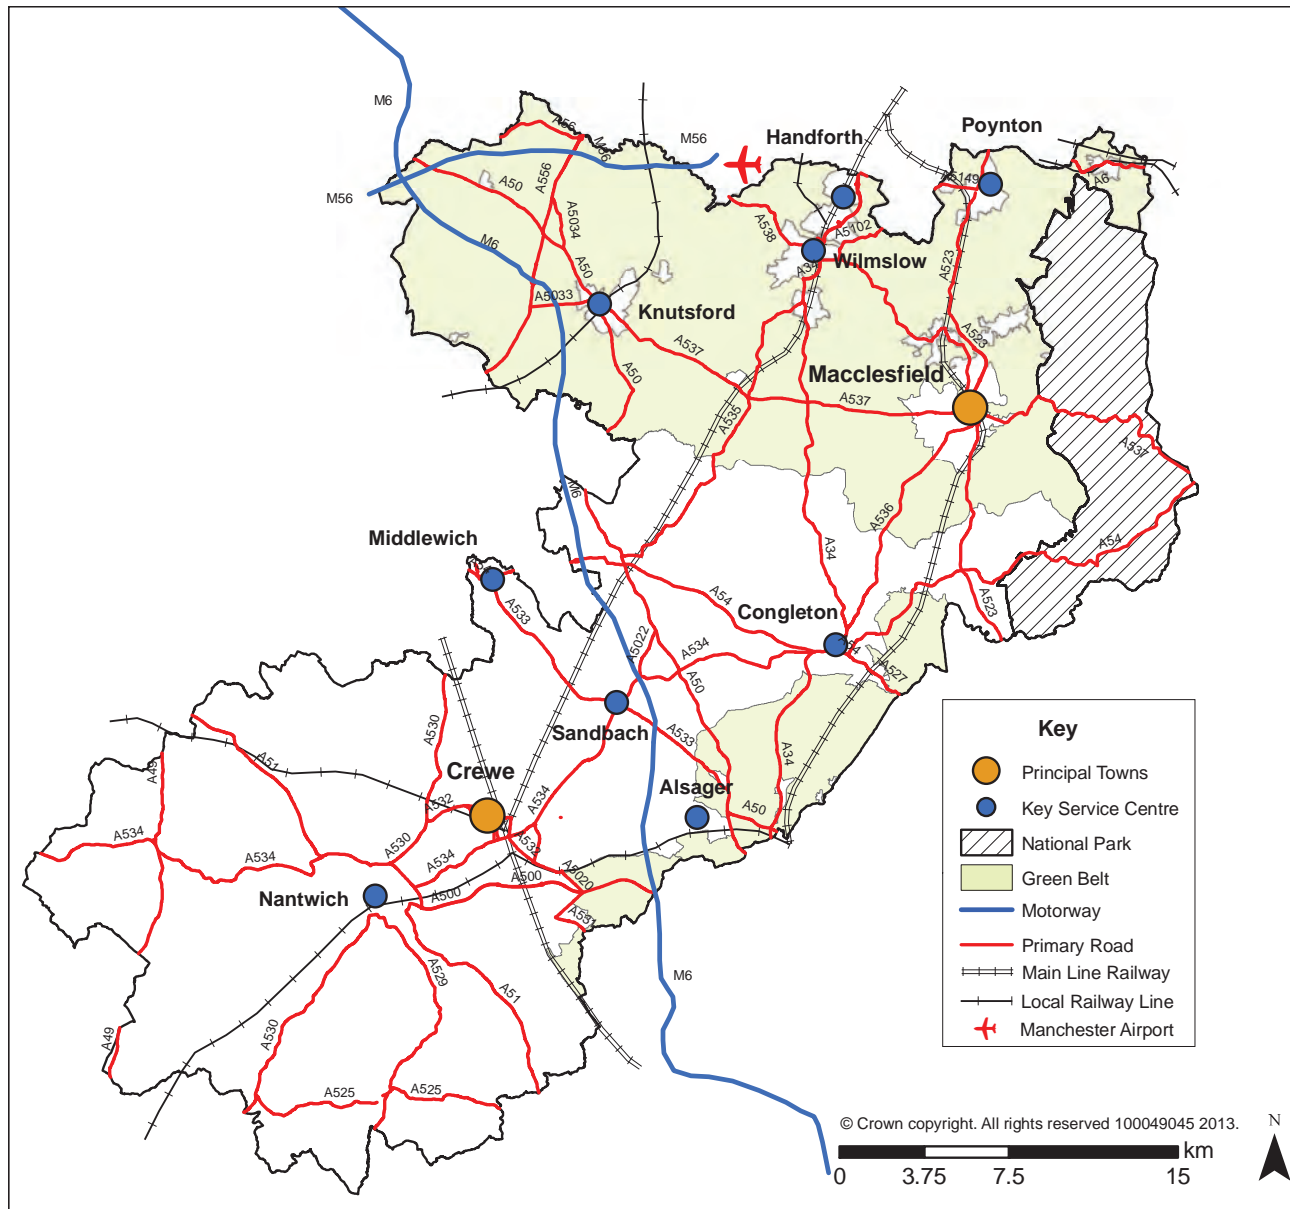 M6
M56
A56
M56
M56
A50
A556
A5034
M6
A50
A5033
Knutsford
A537
A50
Handforth
Poynton
A5149
A6
A538
A5102
Wilmslow
A34
A523
A523
Macclesfield
A537
A535
A537
M6
A536
A34
A54
Middlewich
A533
A54
Congleton
A523
A5022
A534
A527
A50
Sandbach
A533
A34
A530
Crewe
A51
A49
A532
A534
Alsager
A50
A534
A534
A530
A534
A532
A500
A5020
Nantwich
A500
A531
A529
A51
M6
A530
A49
A525
A525
Key
Principal Towns
Key Service Centre
National Park
Green Belt
Motorway
Primary Road
Main Line Railway
Local Railway Line
Manchester Airport
© Crown copyright. All rights reserved 100049045 2013.
N
km
0 3.75 7.5 15